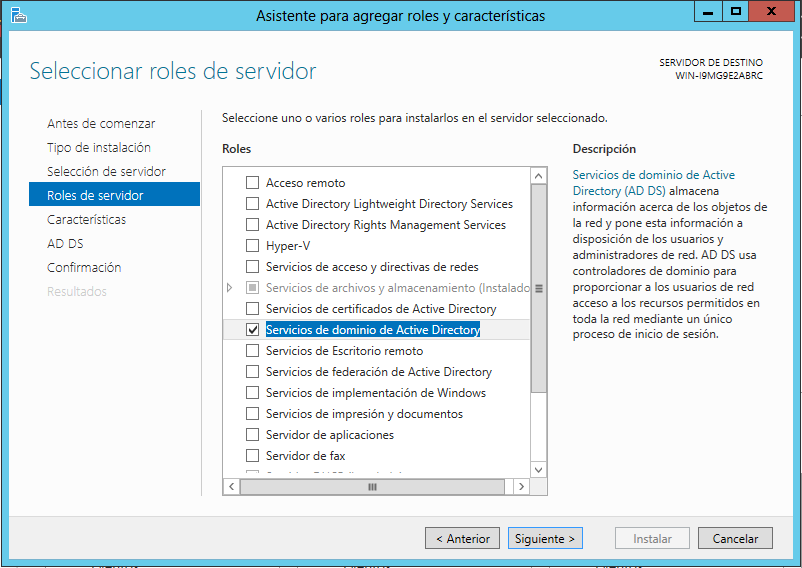 Asistente para agregar roles y características
Seleccionar roles de servidor
SERVIDOR DE DESTINO
WIN-I9MG9E2ABRC
Antes de comenzar
Tipo de instalación
Selección de servidor
Roles de servidor
Características
AD DS
Confirmación
Resultados
Seleccione uno o varios roles para instalarlos en el servidor seleccionado.
Roles
Acceso remoto
Active Directory Lightweight Directory Services
Active Directory Rights Management Services
Hyper-V
Servicios de acceso y directivas de redes
Servicios de archivos y almacenamiento (Instalado
Servicios de certificados de Active Directory
Servicios de dominio de Active Directory
Servicios de Escritorio remoto
Servicios de federación de Active Directory
Servicios de implementación de Windows
Servicios de impresión y documentos
Servidor de aplicaciones
Servidor de fax
Descripción
Servicios de dominio de Active
Directory (AD DS) almacena
información acerca de los objetos de
la red y pone esta información a
disposición de los usuarios y
administradores de red. AD DS usa
controladores de dominio para
proporcionar a los usuarios de red
acceso a los recursos permitidos en
toda la red mediante un único
proceso de inicio de sesión.
< Anterior
Siguiente >
Instalar
Cancelar